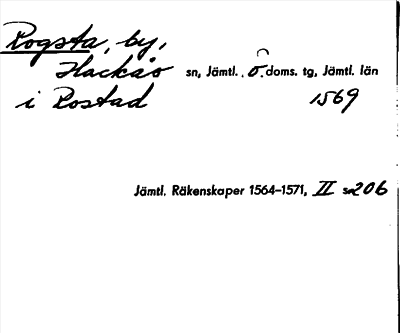 Rogsta, by,
Hackås sn, Jämtl. ö. doms. tg, Jämtl. län
i Rostad 1569
Jämtl. Räkenskaper 1564-1571, II s. 206